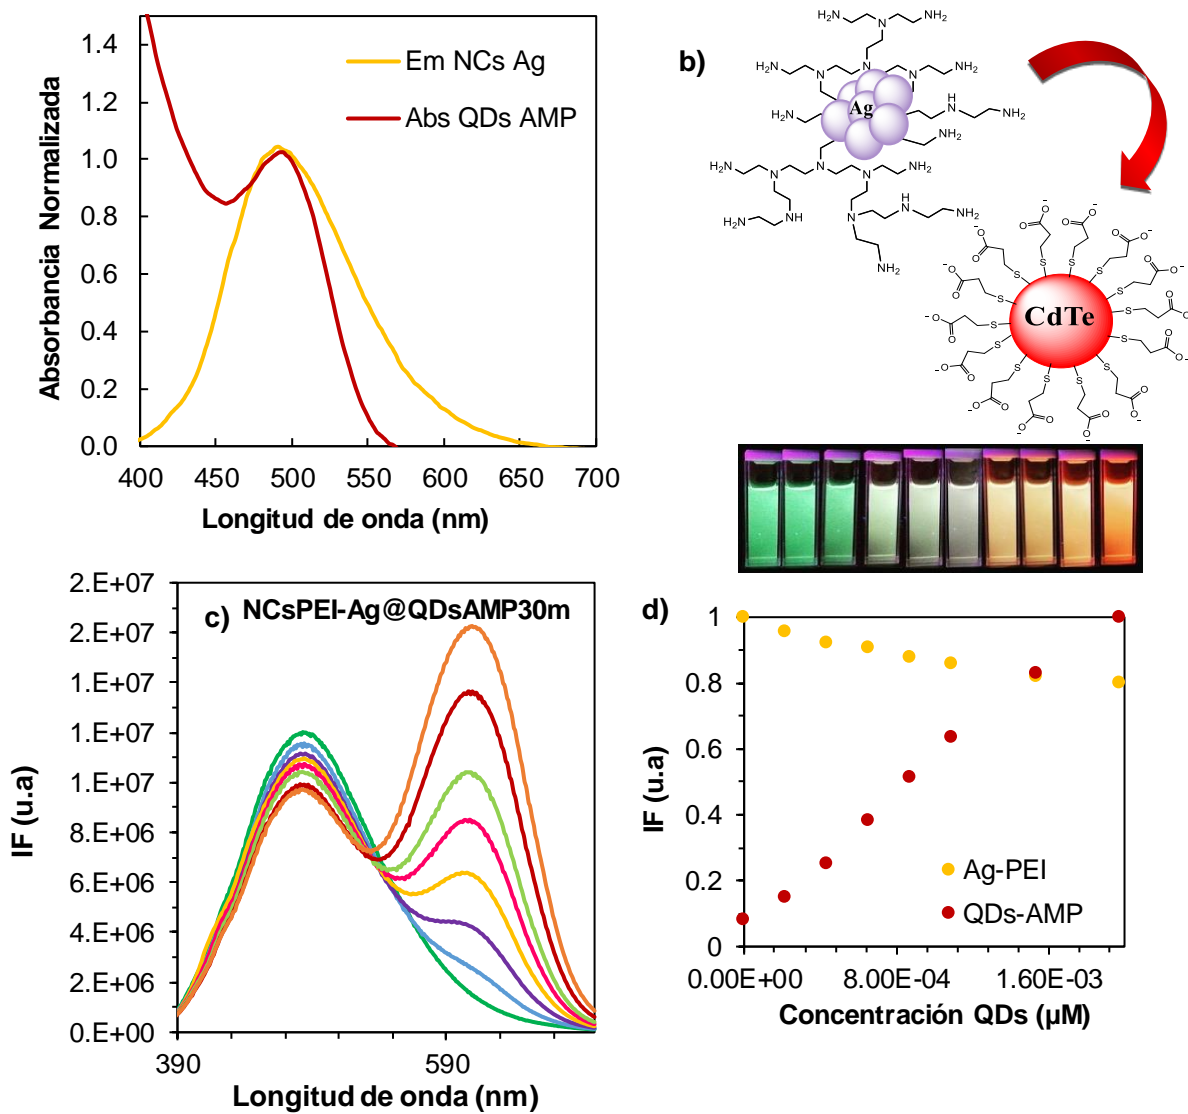 Absorbancia Normalizada
1.4
1.2
1.0
0.8
0.6
0.4
0.2
0.0
400 450 500 550 600 650 700
Longitud de onda (nm)
Em NCs Ag
Abs QDs AMP
b)
Ag
CdTe
c) NCsPEI-Ag@QDsAMP30m
IF (u.a)
2.E+07
2.E+07
1.E+07
1.E+07
1.E+07
8.E+06
6.E+06
4.E+06
2.E+06
0.E+00
390 590
Longitud de onda (nm)
d)
IF (u.a)
1
0.8
0.6
0.4
0.2
0
0.00E+00 8.00E-04 1.60E-03
Concentración QDs (µM)
Ag-PEI
QDs-AMP